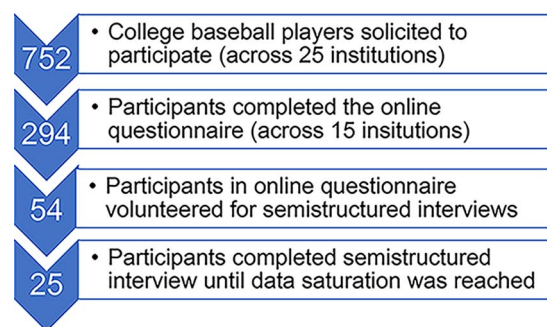 752
• College baseball players solicited to
participate (across 25 institutions)
294
• Participants completed the online
questionnaire (across 15 insitutions)
54
• Participants in online questionnaire
volunteered for semistructured interviews
25
• Participants completed semistructured
interview until data saturation was reached